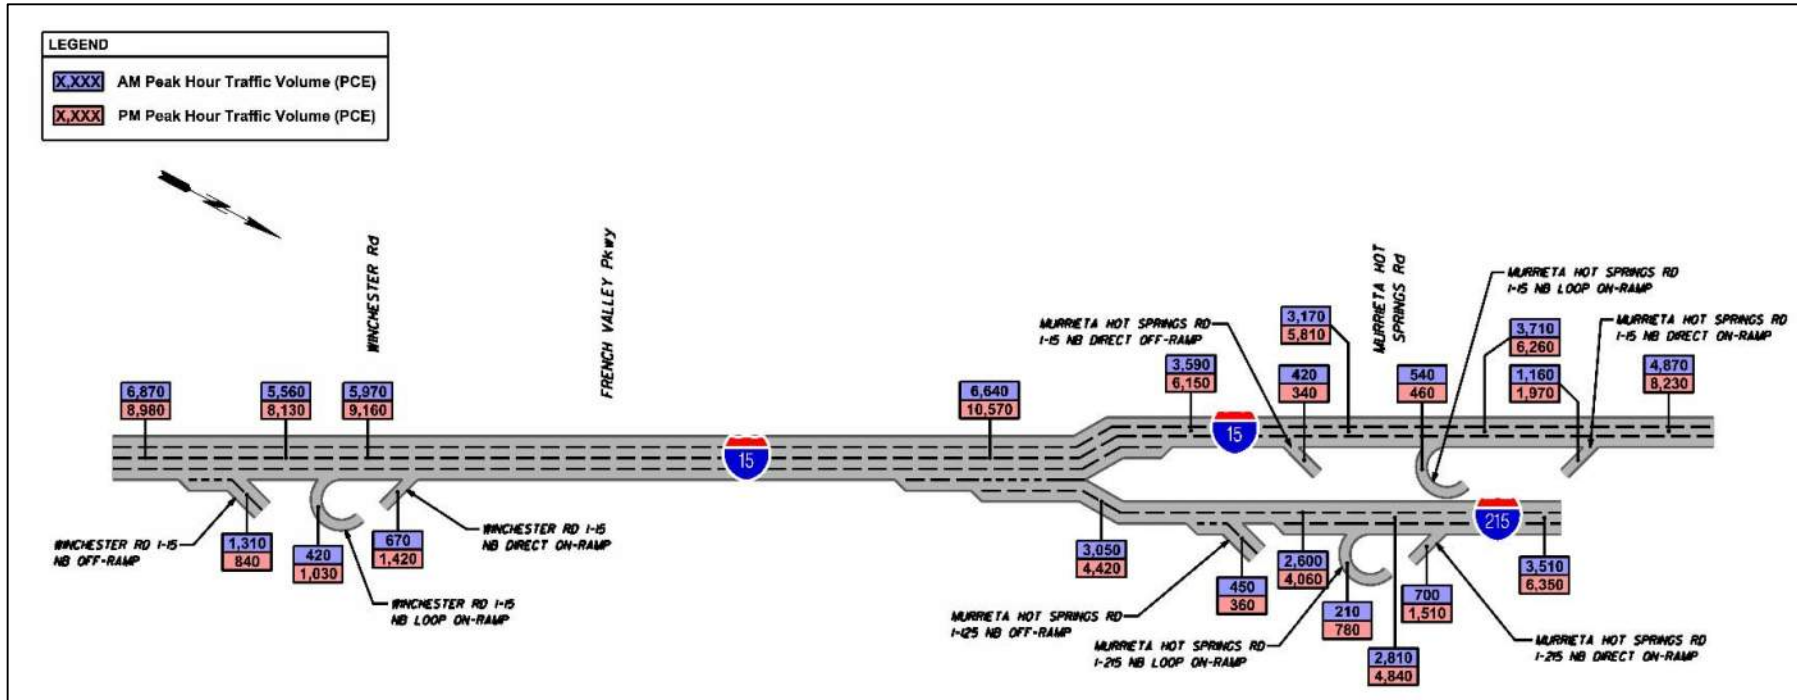 LEGEND
X,XXX AM Peak Hour Traffic Volume (PCE)
X,XXX PM Peak Hour Traffic Volume (PCE)
WINCHESTER Rd
FRENCH VALLEY Pkwy
MURRIETA HOT
SPRINGS Rd
MURRIETA HOT SPRINGS RD
I-15 NB LOOP ON-RAMP
MURRIETA HOT SPRINGS RD
I-15 NB DIRECT OFF-RAMP
MURRIETA HOT SPRINGS RD
I-15 NB DIRECT ON-RAMP
6,870
8,980
5,560
8,130
5,970
9,160
6,640
10,570
3,590
6,150
420
340
3,170
5,810
540
460
3,710
6,260
1,160
1,970
4,870
8,230
15
15
215
WINCHESTER RD I-15
NB OFF-RAMP
1,310
840
420
1,030
670
1,420
WINCHESTER RD I-15
NB DIRECT ON-RAMP
WINCHESTER RD I-15
NB LOOP ON-RAMP
3,050
4,420
450
360
2,600
4,060
210
780
2,810
4,840
700
1,510
3,510
6,350
MURRIETA HOT SPRINGS RD
I-125 NB OFF-RAMP
MURRIETA HOT SPRINGS RD
I-215 NB LOOP ON-RAMP
MURRIETA HOT SPRINGS RD
I-215 NB DIRECT ON-RAMP